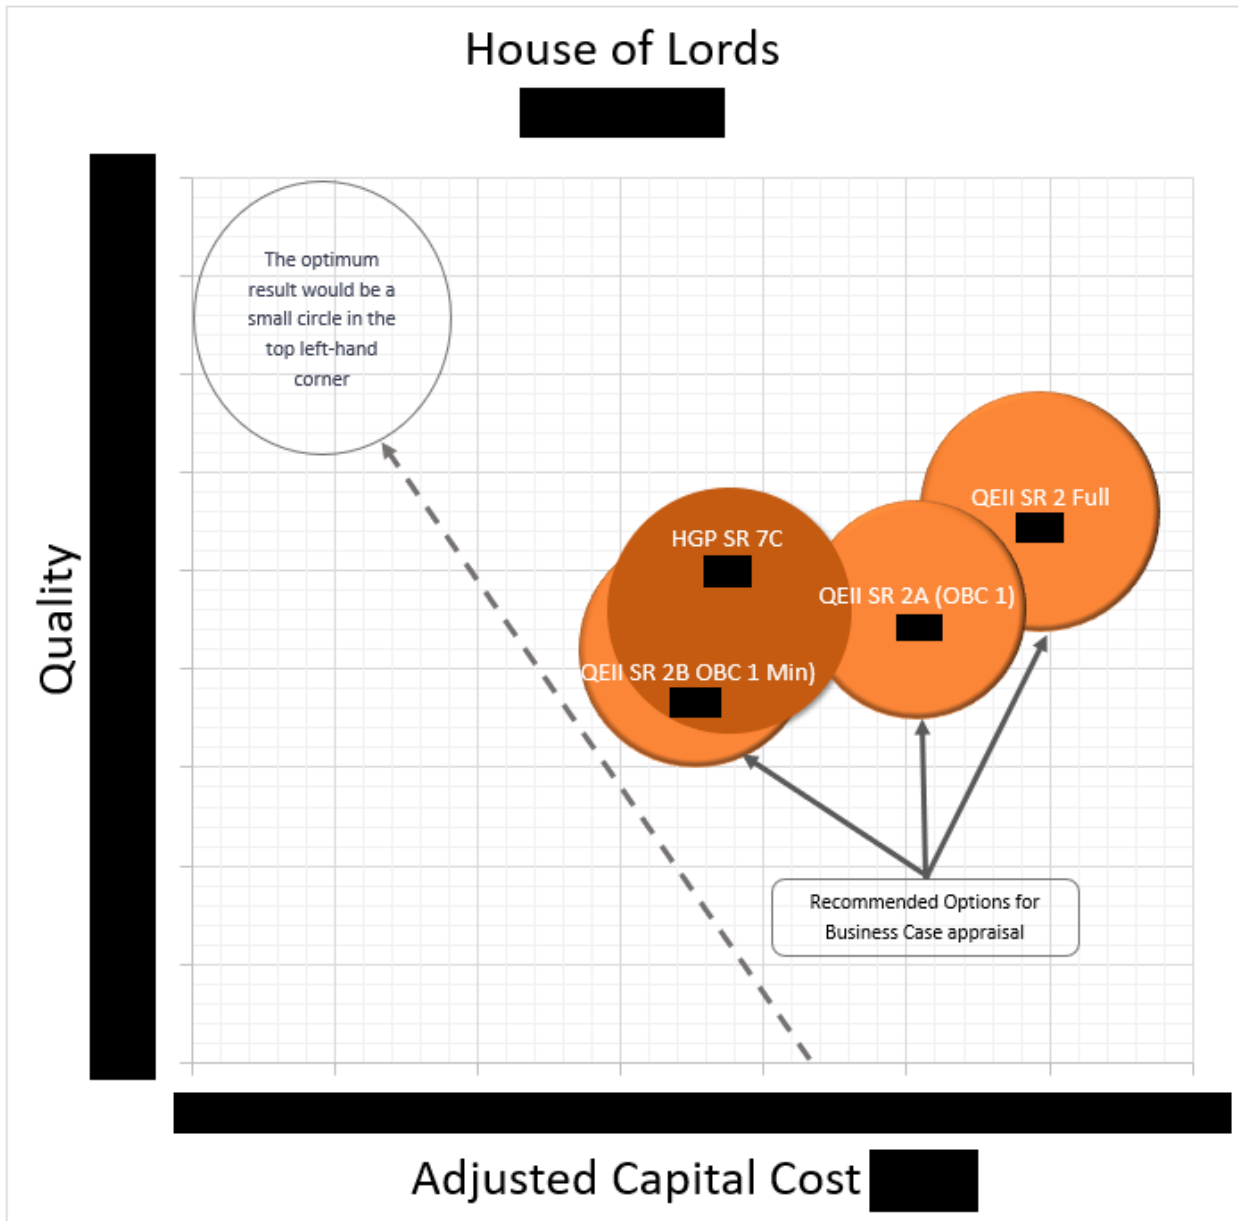 House of Lords
The optimum
result would be a
small circle in the
top left-hand
corner
QEII SR 2 Full
HGP SR 7C
QEII SR 2A (OBC 1)
QEII SR 2B OBC 1 Min)
Quality
Recommended Options for
Business Case appraisal
Adjusted Capital Cost